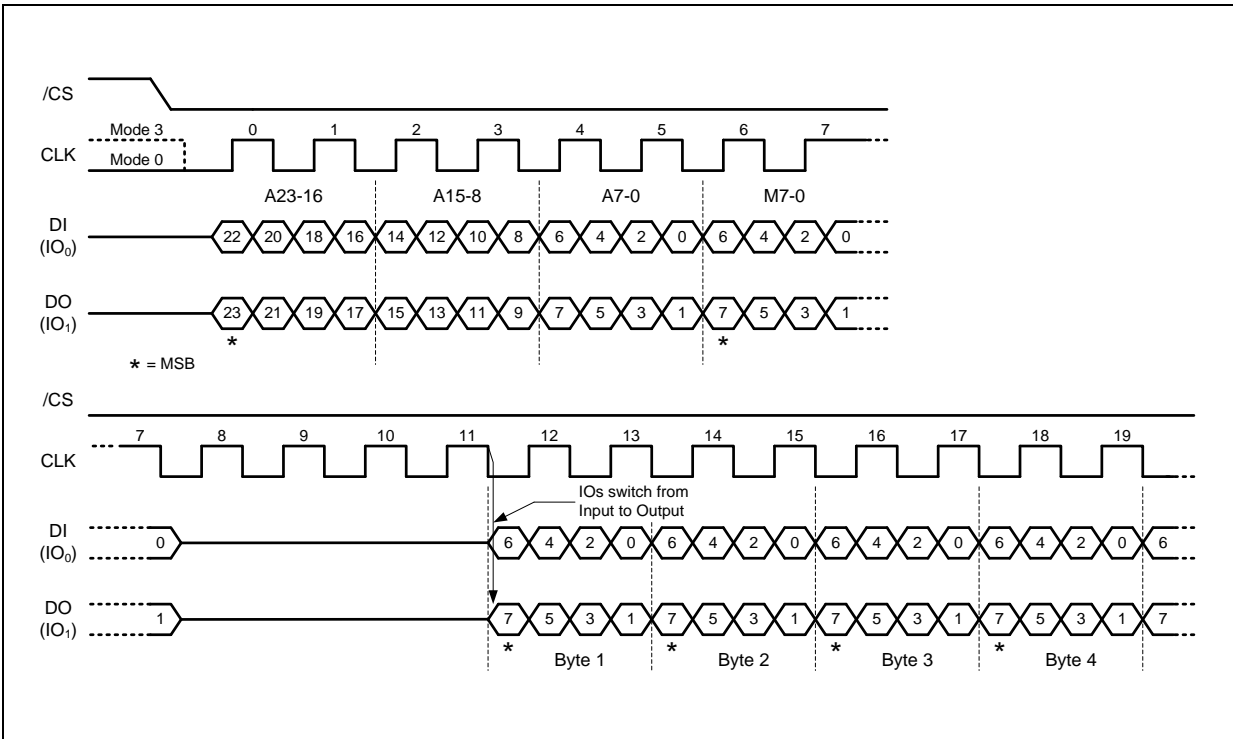 /CS
Mode 3
0 1 2 3 4 5 6 7
CLK
Mode 0
A23-16 A15-8 A7-0 M7-0
DI
(IO₀)
22 20 18 16 14 12 10 8 6 4 2 0 6 4 2 0
DO
(IO₁)
23 21 19 17 15 13 11 9 7 5 3 1 7 5 3 1
* *
* = MSB
/CS
7 8 9 10 11 12 13 14 15 16 17 18 19
CLK
IOs switch from
Input to Output
DI
(IO₀)
0 6 4 2 0 6 4 2 0 6 4 2 0 6 4 2 0 6
DO
(IO₁)
1 7 5 3 1 7 5 3 1 7 5 3 1 7 5 3 1 7
* * * *
Byte 1 Byte 2 Byte 3 Byte 4